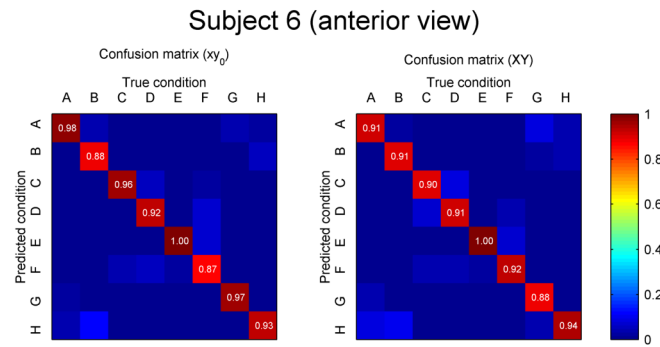 Subject 6 (anterior view)
Confusion matrix (xy0)
True condition
A B C D E F G H
Predicted condition
A 0.98
B 0.88
C 0.96
D 0.92
E 1.00
F 0.87
G 0.97
H 0.93
Confusion matrix (XY)
True condition
A B C D E F G H
Predicted condition
A 0.91
B 0.91
C 0.90
D 0.91
E 1.00
F 0.92
G 0.88
H 0.94
1
0.8
0.6
0.4
0.2
0